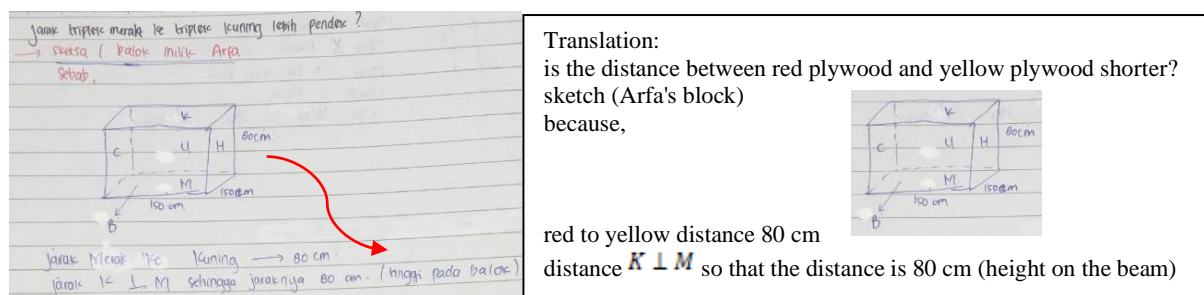 jarak triplek merak ke triplek kuning lebih pendek?
→ sketsa ( balok milik Arfa
sebab,
K
80cm
C
U
H
M
150cm
150 cm
B
jarak Merak ke Kuning → 80 cm.
jarak K ⊥ M sehingga jaraknya 80 cm. (tinggi pada balok)
Translation:
is the distance between red plywood and yellow plywood shorter?
sketch (Arfa's block)
because,
K
80cm
C
U
H
M
150cm
150 cm
B
red to yellow distance 80 cm
distance K ⊥ M so that the distance is 80 cm (height on the beam)